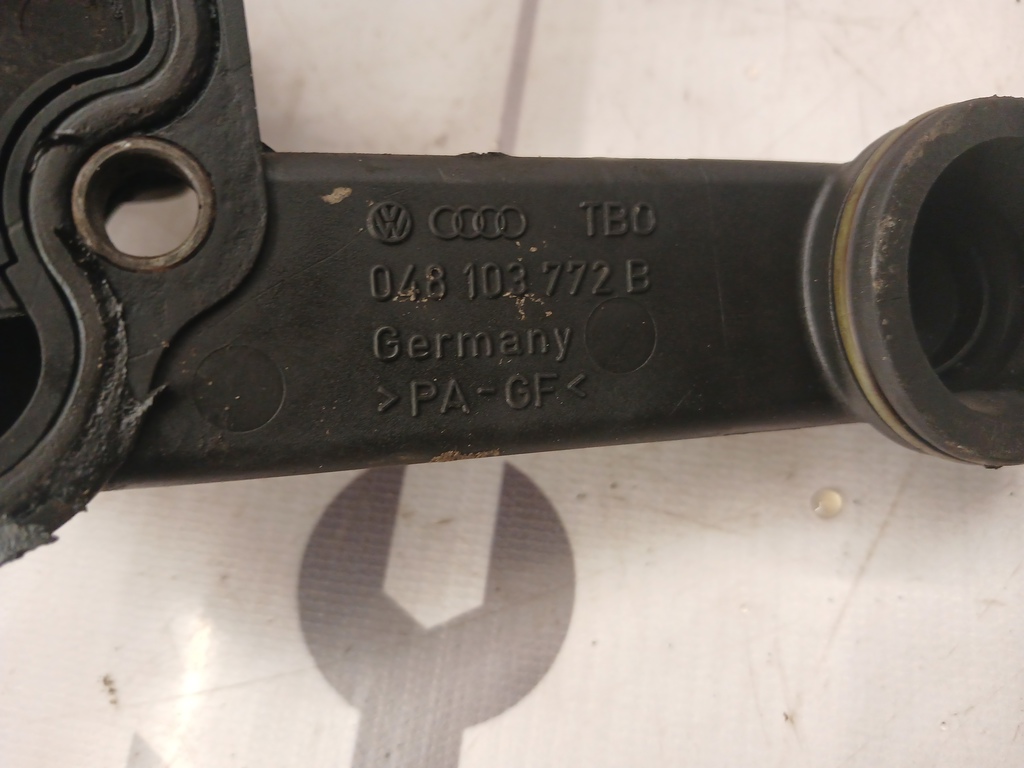 TBO
048 103 772 B
Germany
>PA-GF<